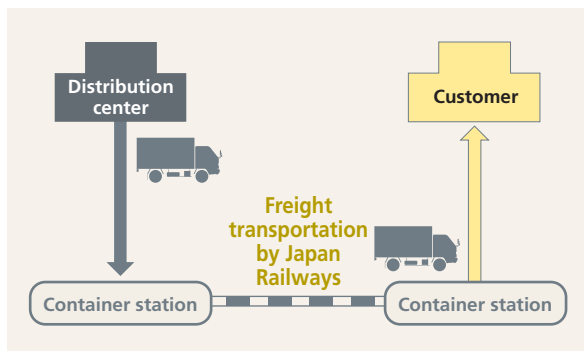 Distribution
center
Customer
Freight
transportation
by Japan
Railways
Container station
Container station